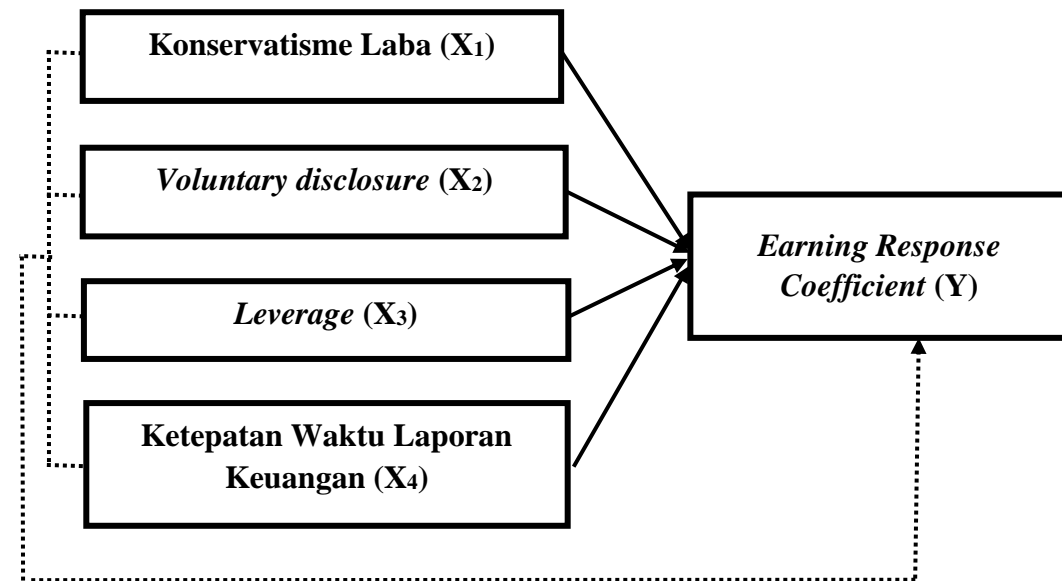 Konservatisme Laba (X1)
Voluntary disclosure (X2)
Earning Response
Coefficient (Y)
Leverage (X3)
Ketepatan Waktu Laporan
Keuangan (X4)